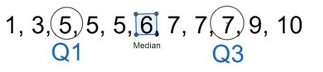 1, 3, 5, 5, 5, 6, 7, 7, 7, 9, 10
Median
Q1 Q3